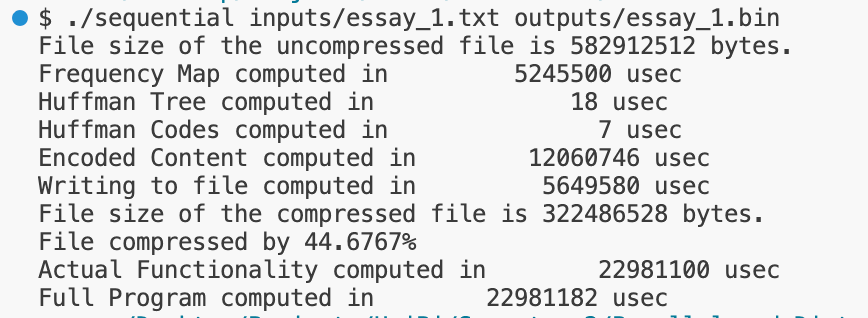 $ ./sequential inputs/essay_1.txt outputs/essay_1.bin
File size of the uncompressed file is 582912512 bytes.
Frequency Map computed in 5245500 usec
Huffman Tree computed in 18 usec
Huffman Codes computed in 7 usec
Encoded Content computed in 12060746 usec
Writing to file computed in 5649580 usec
File size of the compressed file is 322486528 bytes.
File compressed by 44.6767%
Actual Functionality computed in 22981100 usec
Full Program computed in 22981182 usec